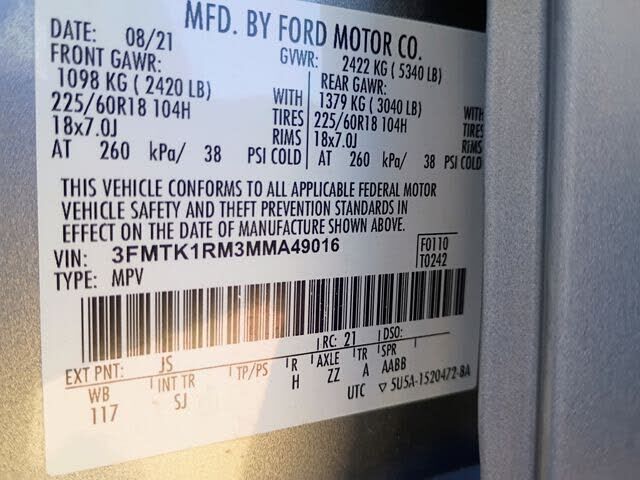 MFD. BY FORD MOTOR CO.
DATE: 08/21 GVWR: 2422 KG ( 5340 LB)
FRONT GAWR: REAR GAWR:
1098 KG ( 2420 LB) WITH 1379 KG ( 3040 LB) WITH
225/60R18 104H TIRES 225/60R18 104H TIRES
18x7.0J RIMS 18x7.0J RIMS
AT 260 kPa/ 38 PSI COLD AT 260 kPa/ 38 PSI COLD
THIS VEHICLE CONFORMS TO ALL APPLICABLE FEDERAL MOTOR
VEHICLE SAFETY AND THEFT PREVENTION STANDARDS IN
EFFECT ON THE DATE OF MANUFACTURE SHOWN ABOVE.
VIN: 3FMTK1RM3MMA49016 F0110
TYPE: MPV T0242
EXT PNT: JS RC: 21 DSO:
WB INT TR TP/PS R AXLE TR SPR
117 SJ H ZZ A AABB
UTC ▽ 5U5A-1520472-BA